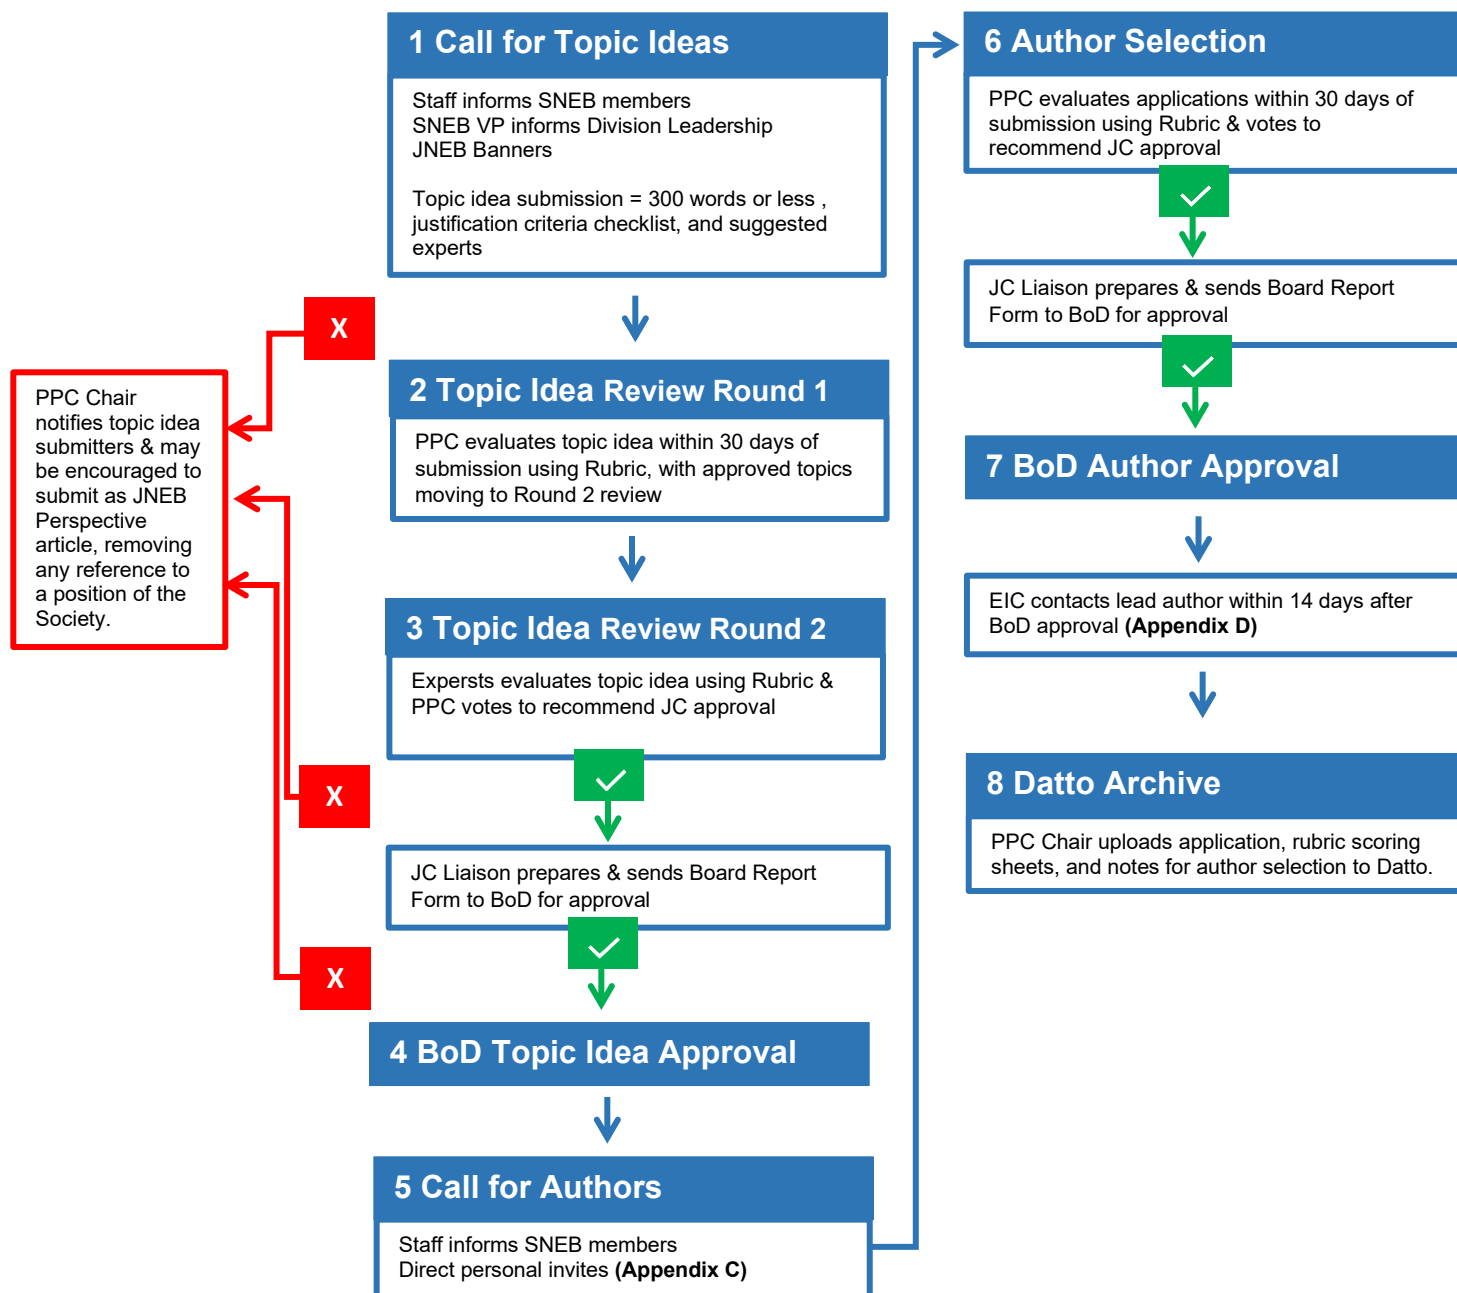 1 Call for Topic Ideas
Staff informs SNEB members
SNEB VP informs Division Leadership
JNEB Banners
Topic idea submission = 300 words or less ,
justification criteria checklist, and suggested
experts
X
PPC Chair
notifies topic idea
submitters & may
be encouraged to
submit as JNEB
Perspective
article, removing
any reference to
a position of the
Society.
2 Topic Idea Review Round 1
PPC evaluates topic idea within 30 days of
submission using Rubric, with approved topics
moving to Round 2 review
3 Topic Idea Review Round 2
Expersts evaluates topic idea using Rubric &
PPC votes to recommend JC approval
X
JC Liaison prepares & sends Board Report
Form to BoD for approval
X
4 BoD Topic Idea Approval
5 Call for Authors
Staff informs SNEB members
Direct personal invites (Appendix C)
6 Author Selection
PPC evaluates applications within 30 days of
submission using Rubric & votes to
recommend JC approval
JC Liaison prepares & sends Board Report
Form to BoD for approval
7 BoD Author Approval
EIC contacts lead author within 14 days after
BoD approval (Appendix D)
8 Datto Archive
PPC Chair uploads application, rubric scoring
sheets, and notes for author selection to Datto.